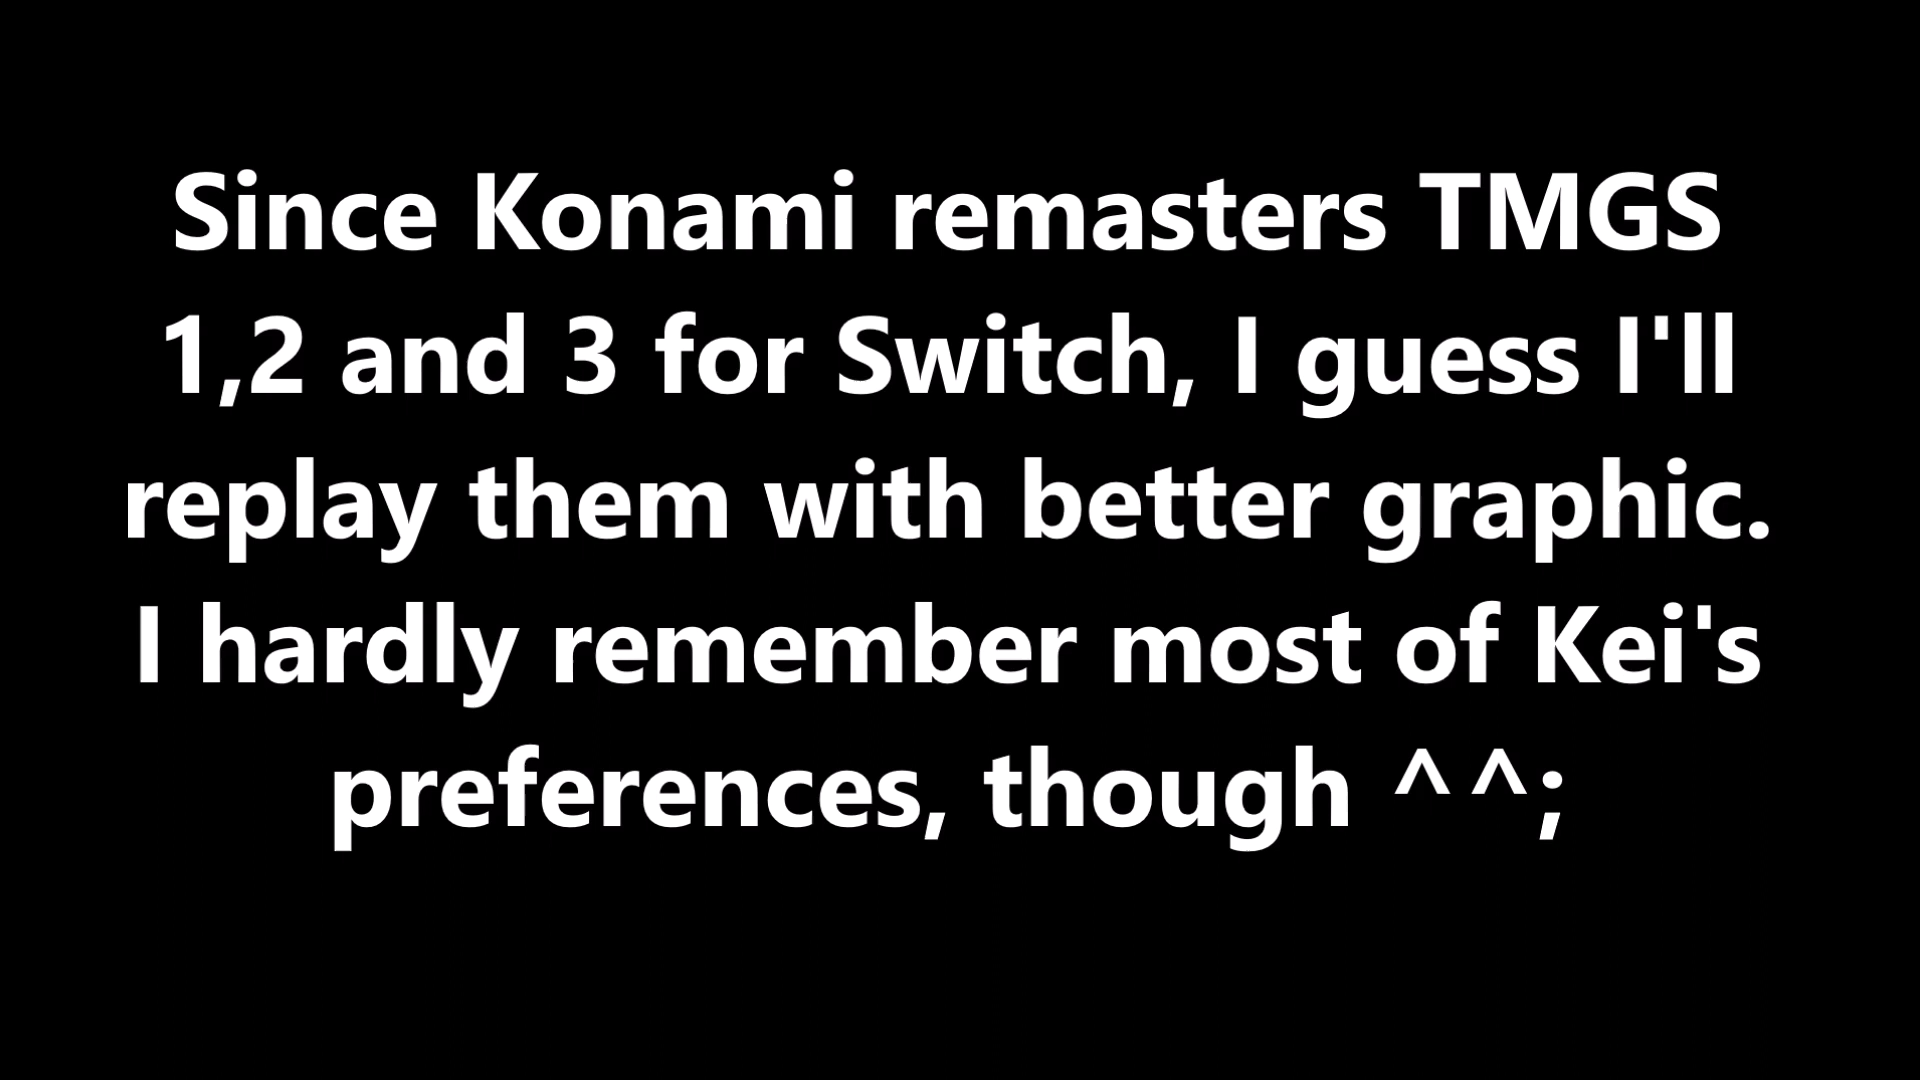 Since Konami remasters TMGS
1,2 and 3 for Switch, I guess I'll
replay them with better graphic.
I hardly remember most of Kei's
preferences, though ^^;